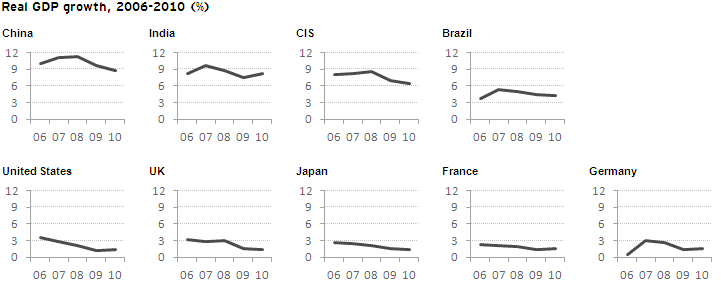 Real GDP growth, 2006-2010 (%)
China India CIS Brazil
12 12 12 12
9 9 9 9
6 6 6 6
3 3 3 3
0 0 0 0
06 07 08 09 10 06 07 08 09 10 06 07 08 09 10 06 07 08 09 10
United States UK Japan France Germany
12 12 12 12 12
9 9 9 9 9
6 6 6 6 6
3 3 3 3 3
0 0 0 0 0
06 07 08 09 10 06 07 08 09 10 06 07 08 09 10 06 07 08 09 10 06 07 08 09 10